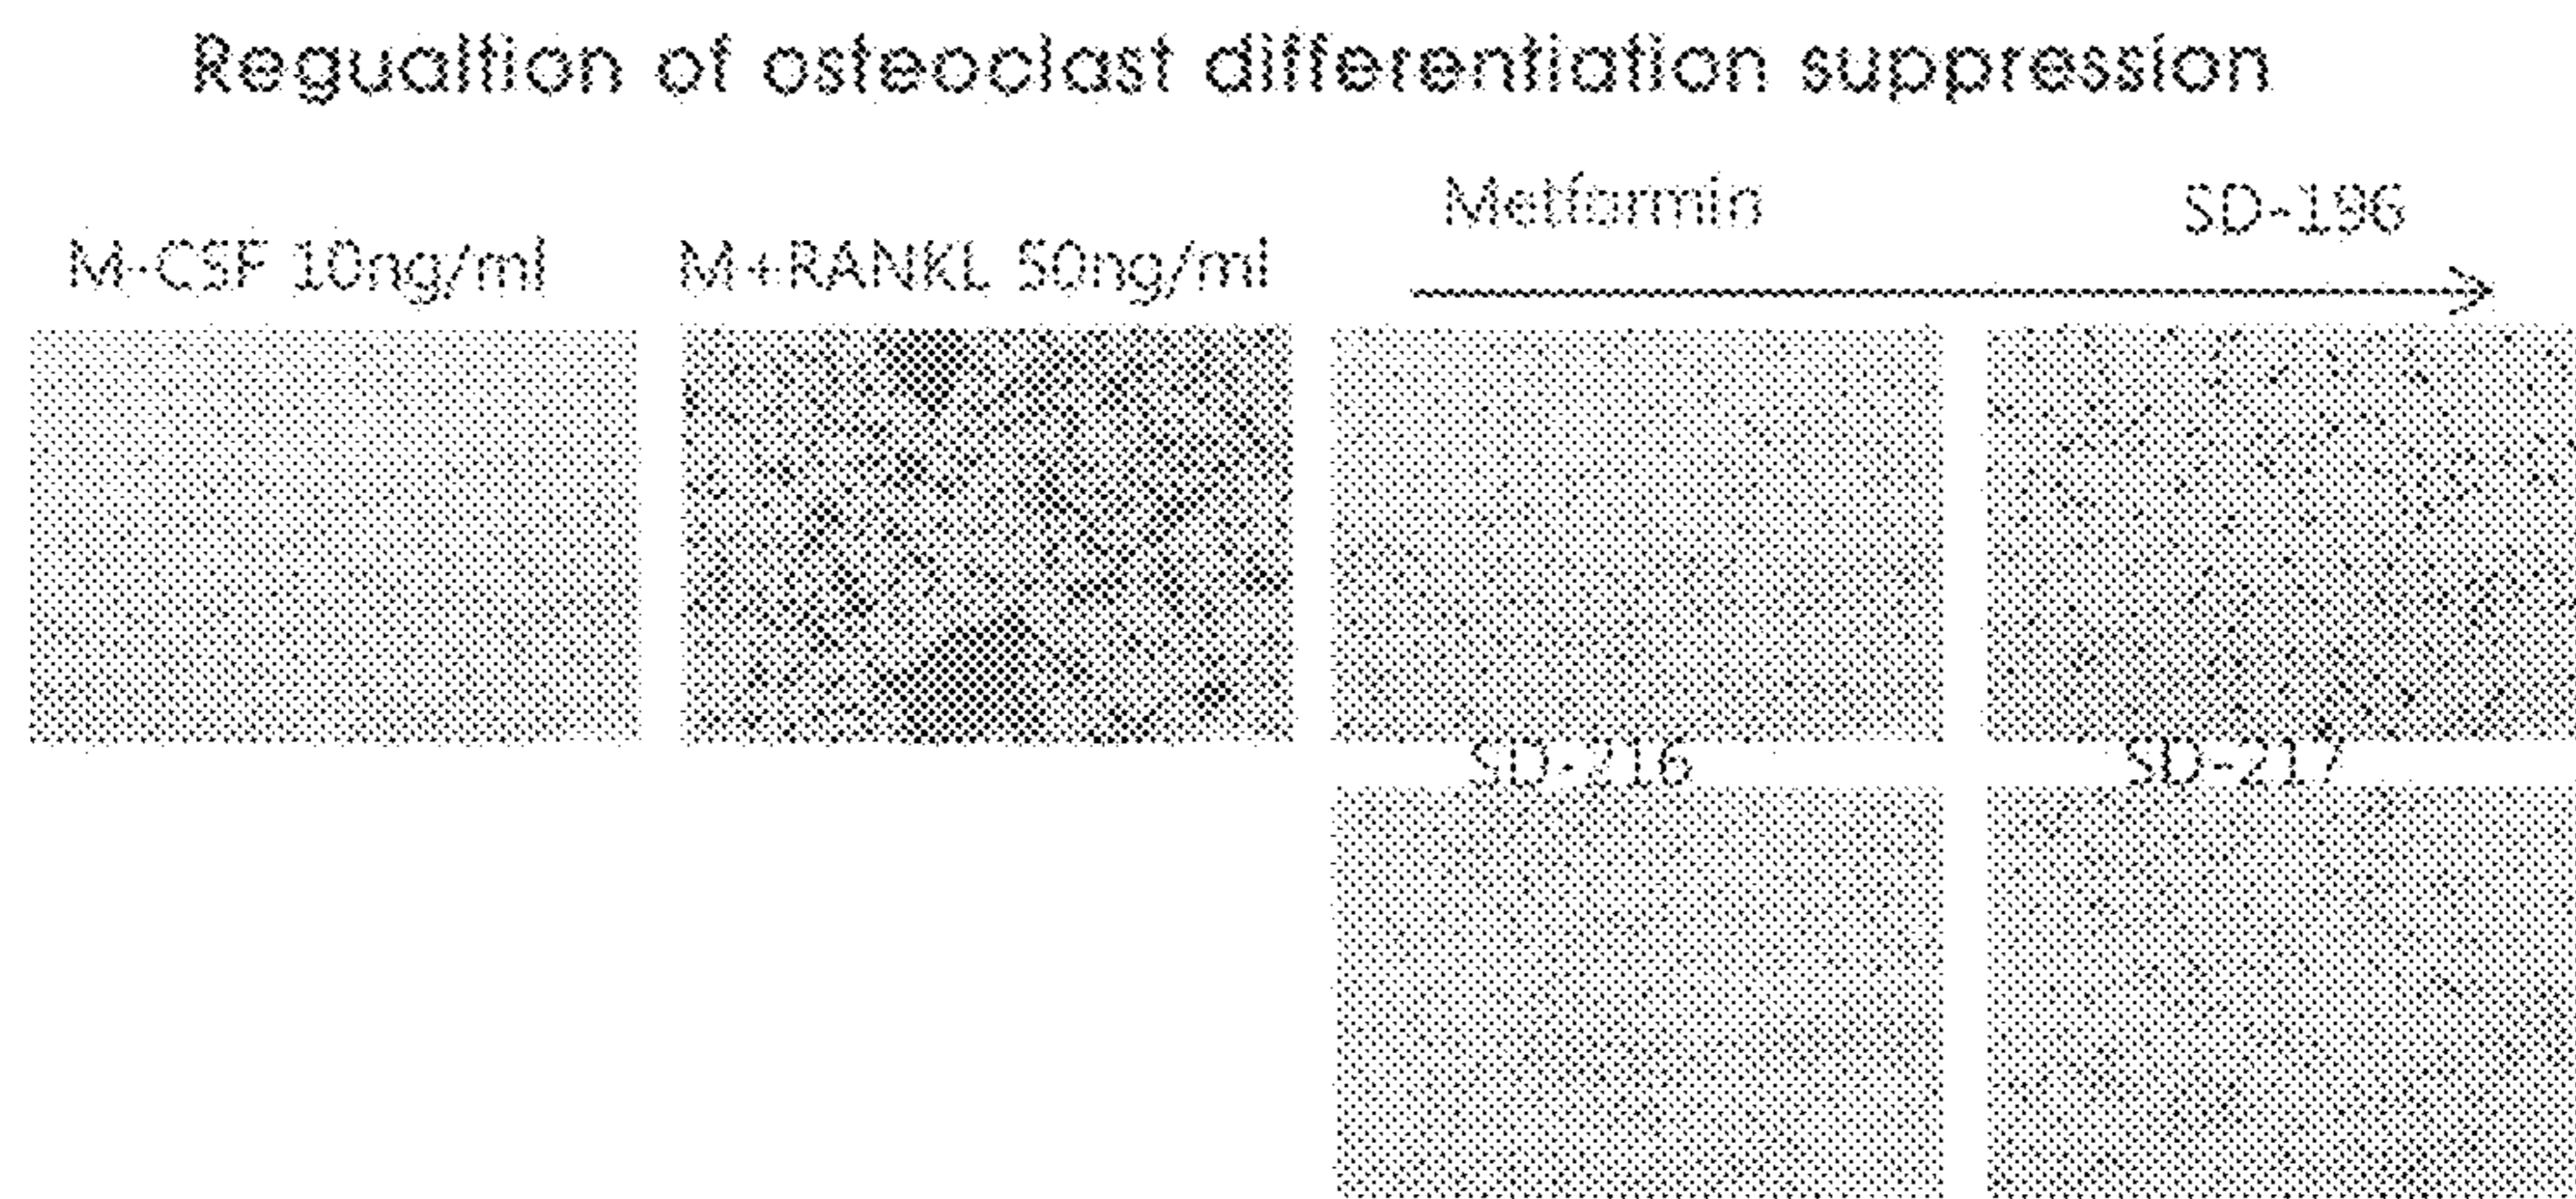 Regualtion of osteoclast differentiation suppression
Metformin
SD-196
M-CSF 10ng/ml
M+RANKL 50ng/ml
SD-216
SD-217